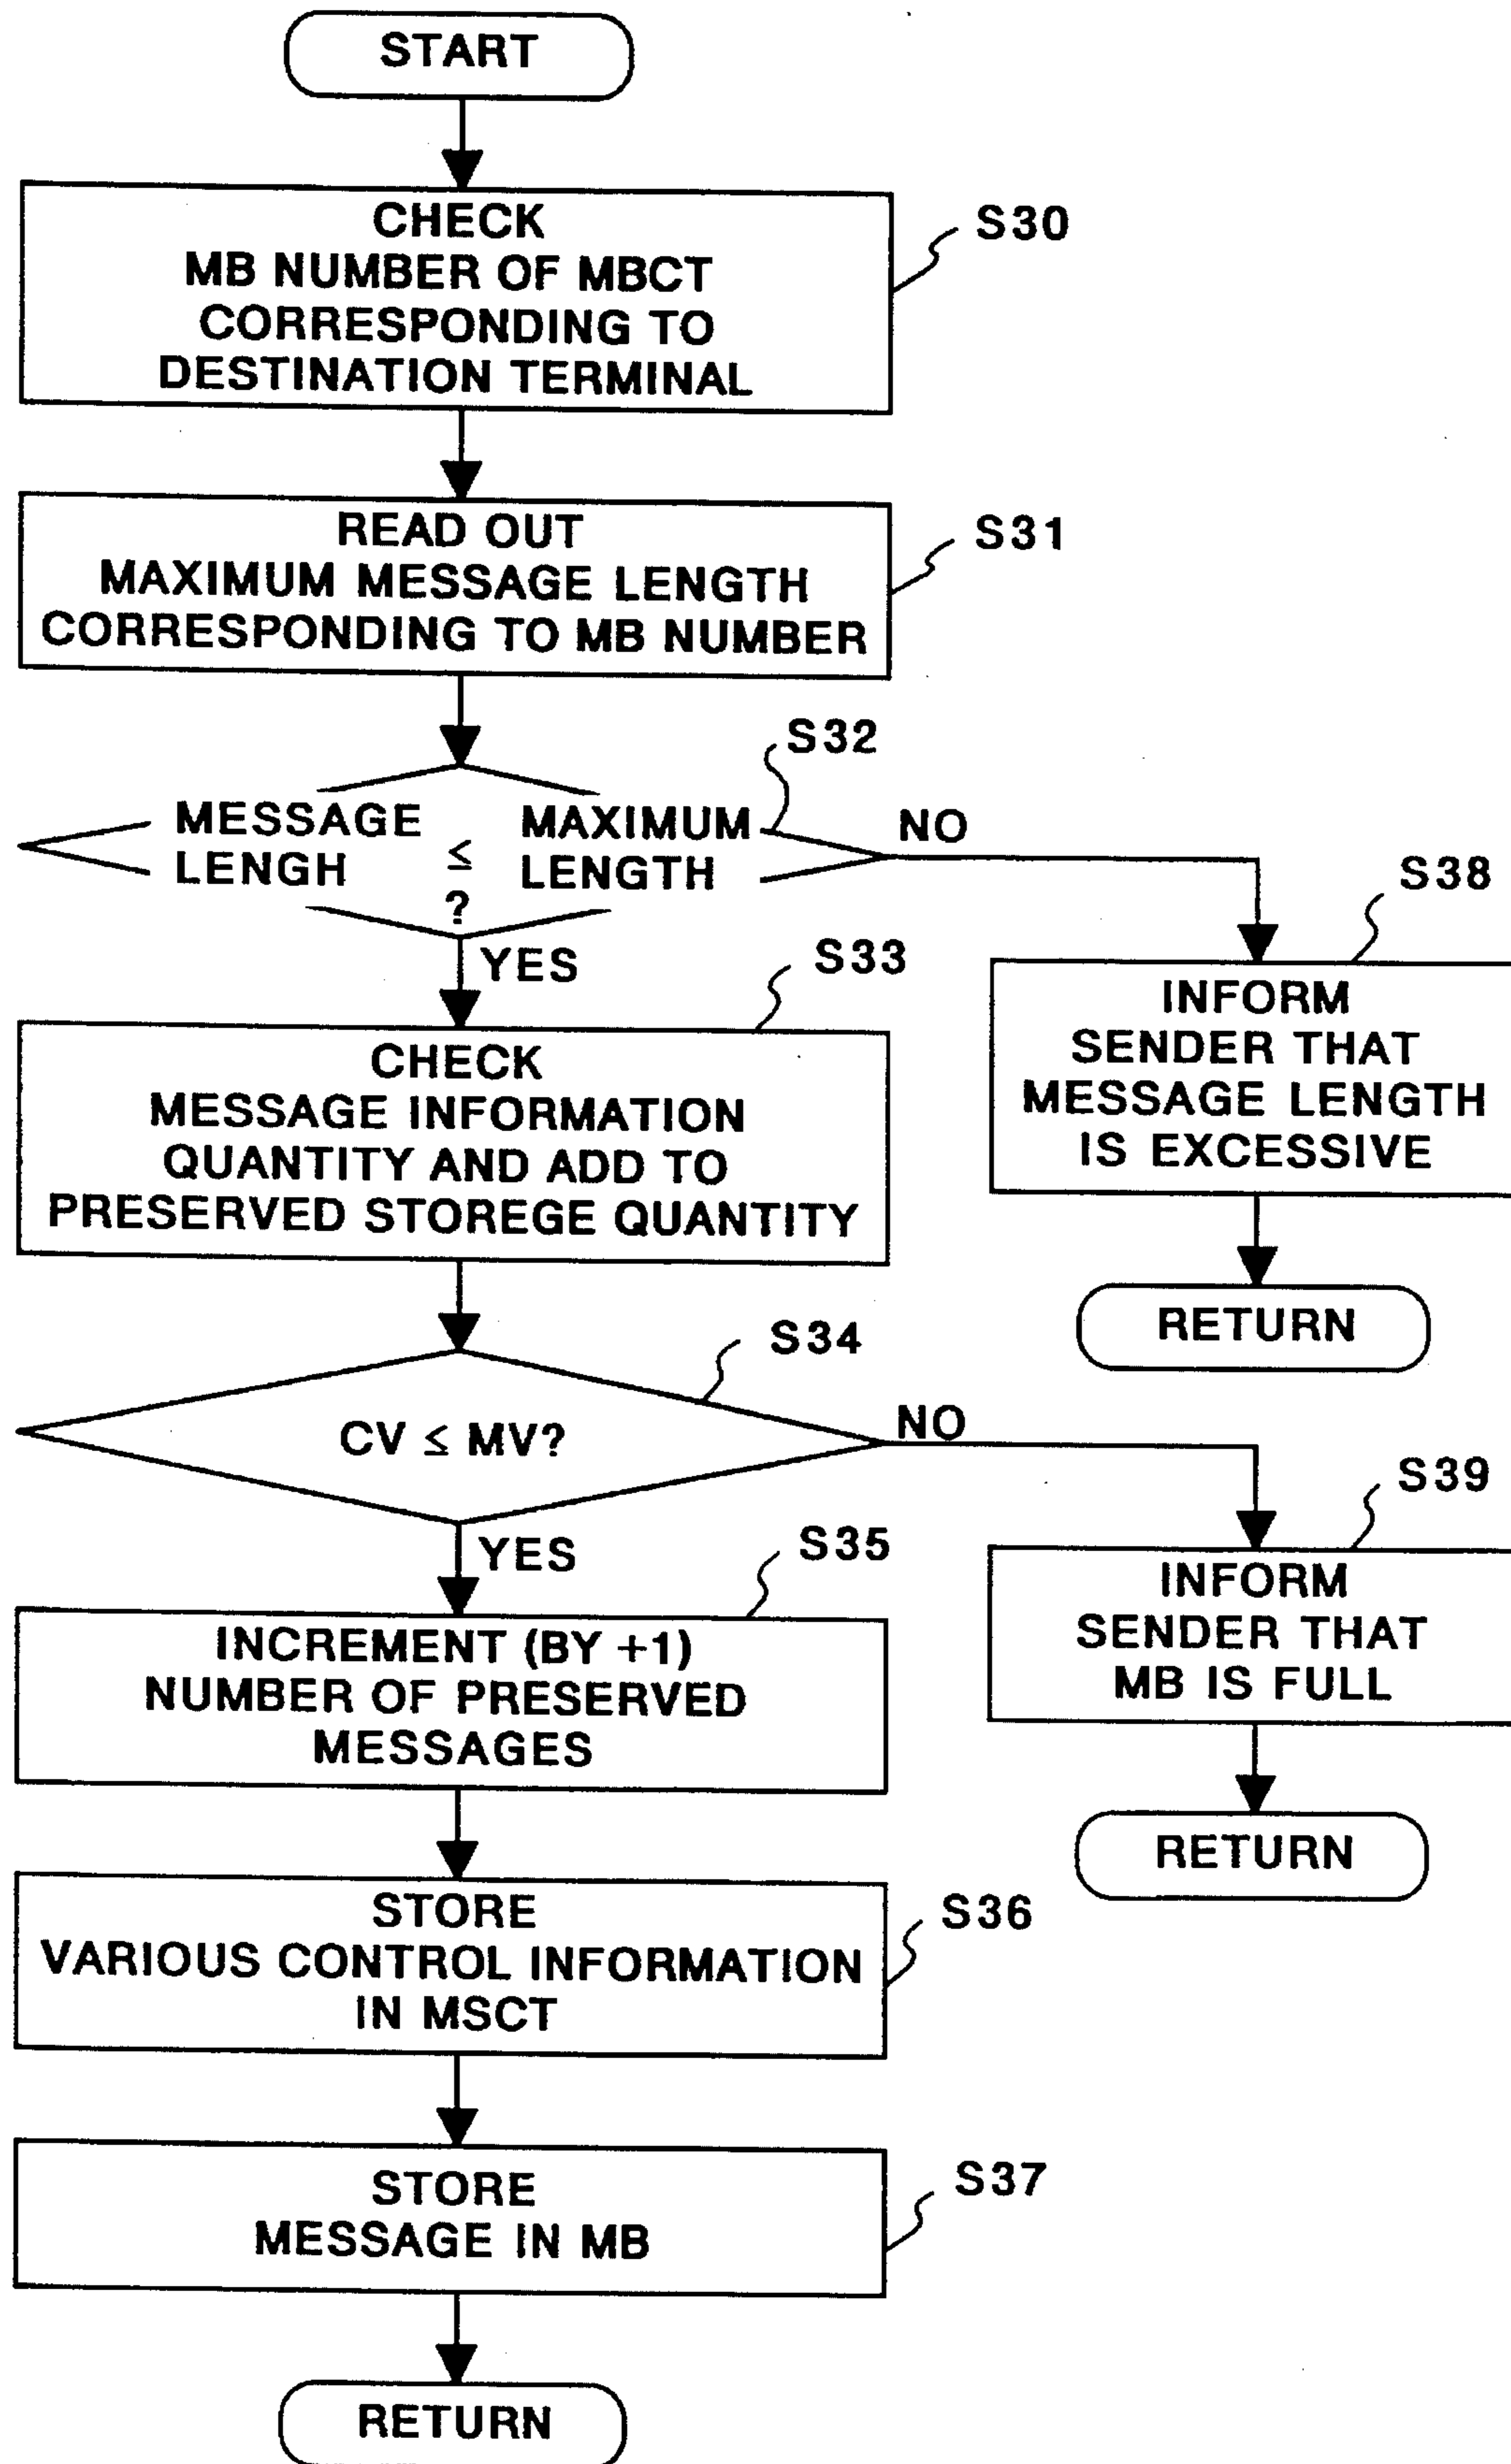 START
CHECK
MB NUMBER OF MBCT
CORRESPONDING TO
DESTINATION TERMINAL
S30
READ OUT
MAXIMUM MESSAGE LENGTH
CORRESPONDING TO MB NUMBER
S31
S32
MESSAGE
LENGH
≤
?
MAXIMUM
LENGTH
NO
YES
S38
INFORM
SENDER THAT
MESSAGE LENGTH
IS EXCESSIVE
RETURN
S33
CHECK
MESSAGE INFORMATION
QUANTITY AND ADD TO
PRESERVED STOREGE QUANTITY
S34
CV ≤ MV?
NO
YES
S39
INFORM
SENDER THAT
MB IS FULL
RETURN
S35
INCREMENT (BY +1)
NUMBER OF PRESERVED
MESSAGES
STORE
VARIOUS CONTROL INFORMATION
IN MSCT
S36
STORE
MESSAGE IN MB
S37
RETURN